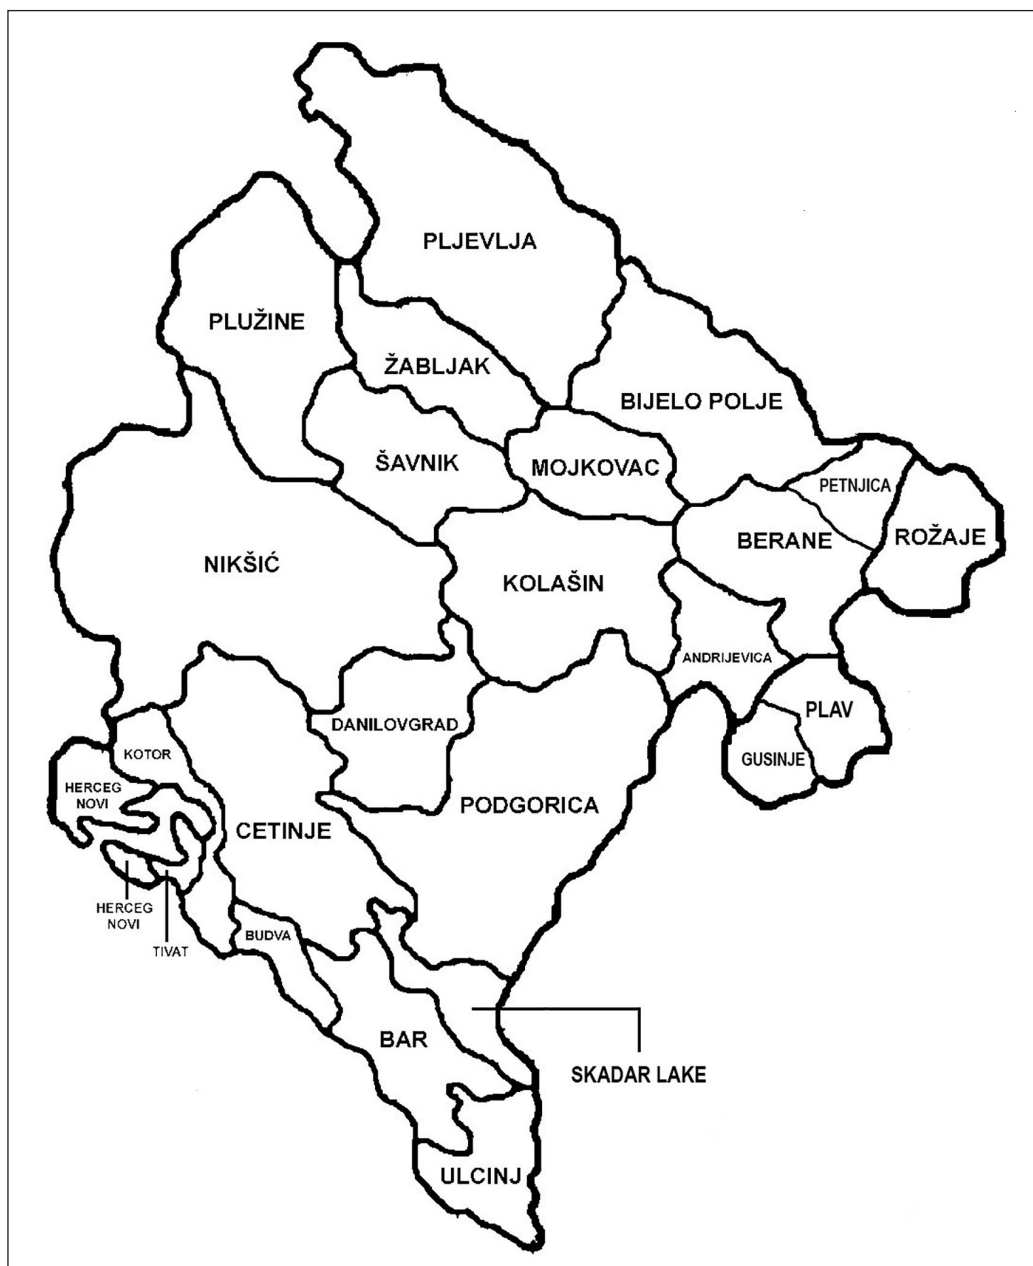 PLJEVLJA
PLUŽINE
ŽABLJAK
BIJELO POLJE
ŠAVNIK
MOJKOVAC
PETNJICA
ROŽAJE
BERANE
NIKŠIĆ
KOLAŠIN
ANDRIJEVICA
PLAV
DANILOVGRAD
GUSINJE
KOTOR
HERCEG
NOVI
CETINJE
PODGORICA
HERCEG
NOVI
TIVAT
BUDVA
BAR
SKADAR LAKE
ULCINJ